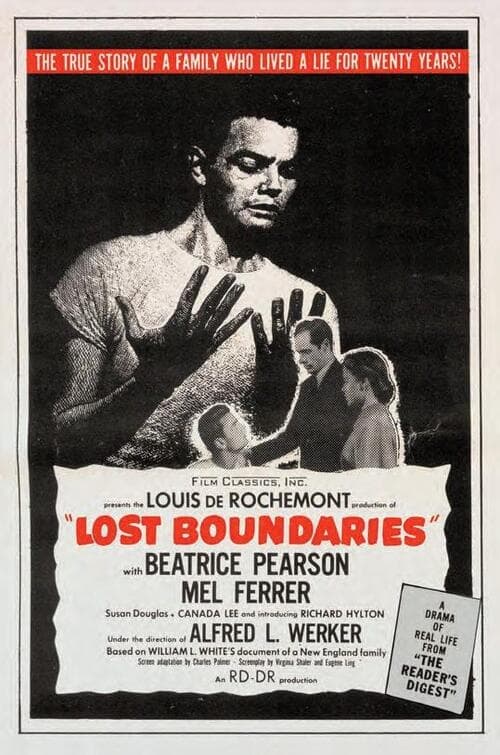 THE TRUE STORY OF A FAMILY WHO LIVED A LIE FOR TWENTY YEARS!
FILM CLASSICS, INC.
presents the LOUIS DE ROCHEMONT production of
"LOST BOUNDARIES"
with BEATRICE PEARSON
MEL FERRER
Susan Douglas • CANADA LEE and introducing RICHARD HYLTON
Under the direction of ALFRED L. WERKER
Based on WILLIAM L. WHITE'S document of a New England family
Screen adaptation by Charles Palmer • Screenplay by Virginia Shaler and Eugene Ling
An RD-DR production
A
DRAMA
OF
REAL LIFE
FROM
"THE
READER'S
DIGEST"